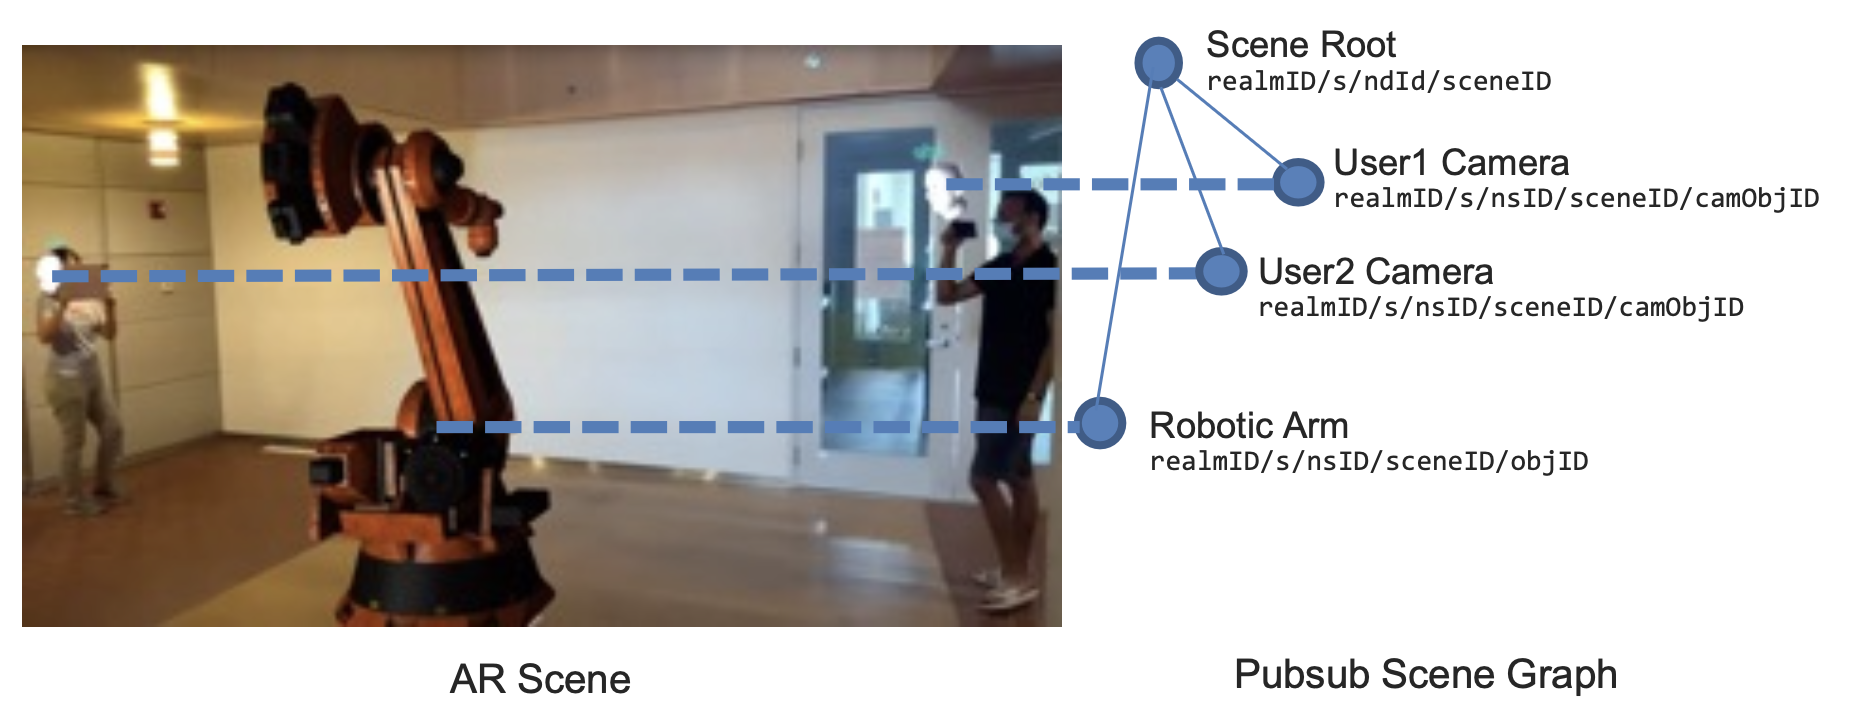 Scene Root
realmID/s/ndId/sceneID
User1 Camera
realmID/s/nsID/sceneID/camObjID
User2 Camera
realmID/s/nsID/sceneID/camObjID
Robotic Arm
realmID/s/nsID/sceneID/objID
AR Scene
Pubsub Scene Graph